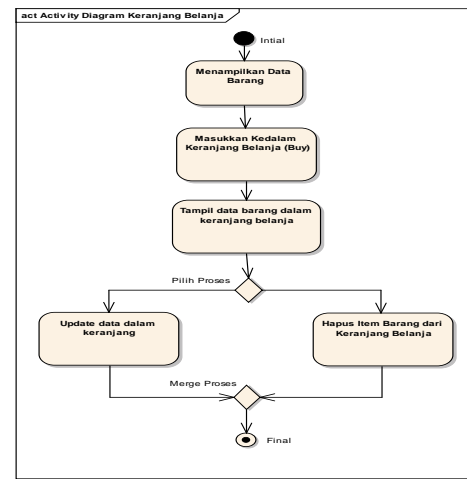 act Activity Diagram Keranjang Belanja
Intial
Menampilkan Data
Barang
Masukkan Kedalam
Keranjang Belanja (Buy)
Tampil data barang dalam
keranjang belanja
Pilih Proses
Update data dalam
keranjang
Hapus Item Barang dari
Keranjang Belanja
Merge Proses
Final